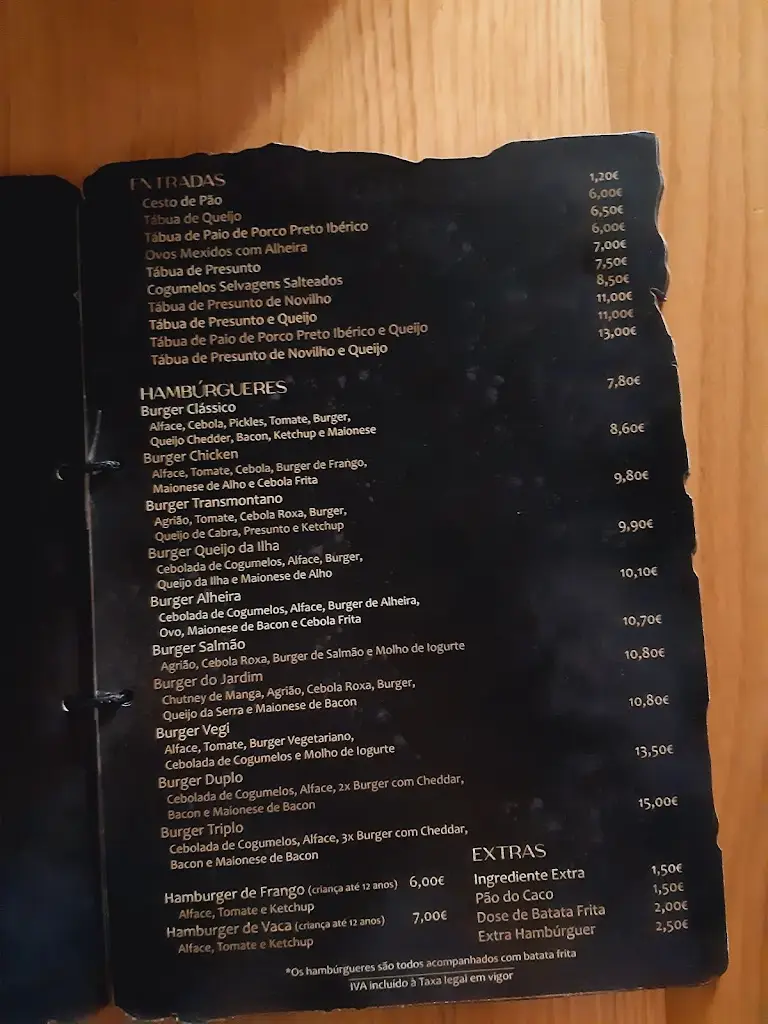 ENTRADAS
Cesto de Pão 1,20€
Tábua de Queijo 6,00€
Tábua de Paio de Porco Preto Ibérico 6,50€
Ovos Mexidos com Alheira 6,00€
Tábua de Presunto 7,00€
Cogumelos Selvagens Salteados 7,50€
Tábua de Presunto de Novilho 8,50€
Tábua de Presunto e Queijo 11,00€
Tábua de Paio de Porco Preto Ibérico e Queijo 11,00€
Tábua de Presunto de Novilho e Queijo 13,00€
HAMBÚRGUERES
Burger Clássico 7,80€
Alface, Cebola, Pickles, Tomate, Burger,
Queijo Chedder, Bacon, Ketchup e Maionese
Burger Chicken 8,60€
Alface, Tomate, Cebola, Burger de Frango,
Maionese de Alho e Cebola Frita
Burger Transmontano 9,80€
Agrião, Tomate, Cebola Roxa, Burger,
Queijo de Cabra, Presunto e Ketchup
Burger Queijo da Ilha 9,90€
Cebolada de Cogumelos, Alface, Burger,
Queijo da Ilha e Maionese de Alho
Burger Alheira 10,10€
Cebolada de Cogumelos, Alface, Burger de Alheira,
Ovo, Maionese de Bacon e Cebola Frita
Burger Salmão 10,70€
Agrião, Cebola Roxa, Burger de Salmão e Molho de Iogurte
Burger do Jardim 10,80€
Chutney de Manga, Agrião, Cebola Roxa, Burger,
Queijo da Serra e Maionese de Bacon
Burger Vegi 10,80€
Alface, Tomate, Burger Vegetariano,
Cebolada de Cogumelos e Molho de Iogurte
Burger Duplo 13,50€
Cebolada de Cogumelos, Alface, 2x Burger com Cheddar,
Bacon e Maionese de Bacon
Burger Triplo 15,00€
Cebolada de Cogumelos, Alface, 3x Burger com Cheddar,
Bacon e Maionese de Bacon
Hamburger de Frango (criança até 12 anos) 6,00€
Alface, Tomate e Ketchup
Hamburger de Vaca (criança até 12 anos) 7,00€
Alface, Tomate e Ketchup
EXTRAS
Ingrediente Extra 1,50€
Pão do Caco 1,50€
Dose de Batata Frita 2,00€
Extra Hambúrguer 2,50€
*Os hambúrgueres são todos acompanhados com batata frita
IVA incluído à Taxa legal em vigor